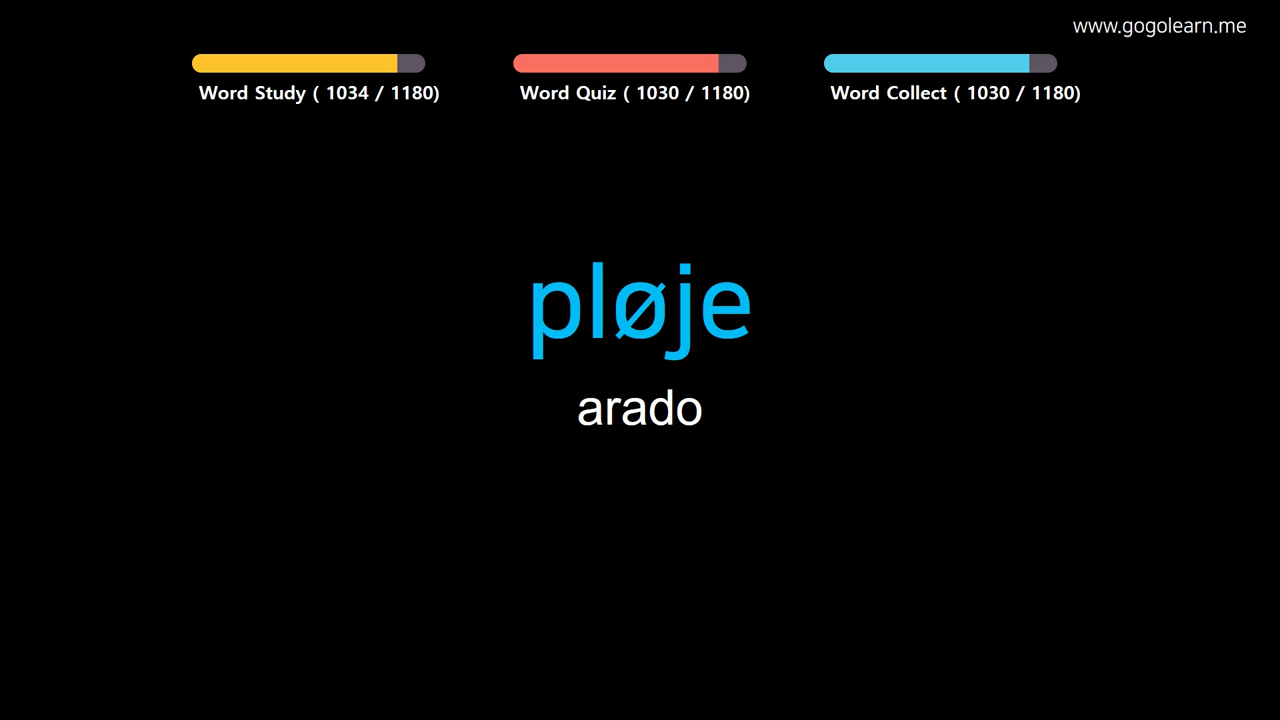 www.gogolearn.me
Word Study ( 1034 / 1180)
Word Quiz ( 1030 / 1180)
Word Collect ( 1030 / 1180)
pløje
arado